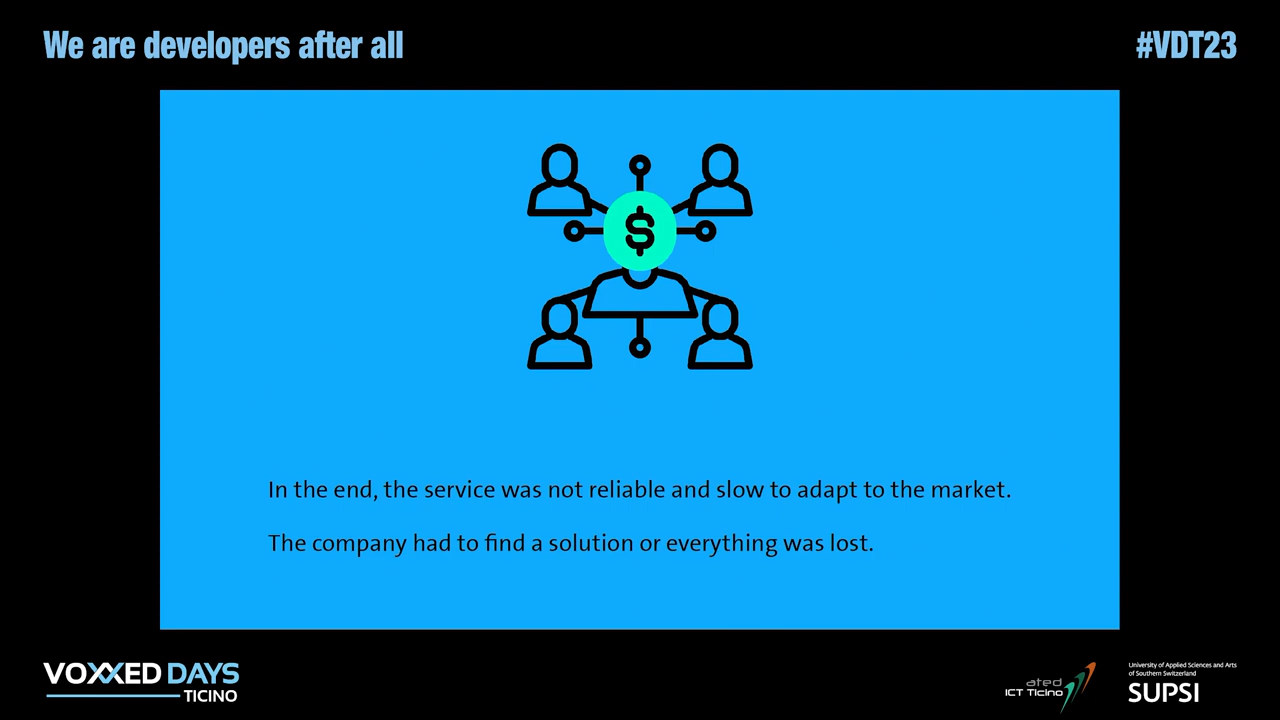 We are developers after all
#VDT23
$
In the end, the service was not reliable and slow to adapt to the market.
The company had to find a solution or everything was lost.
VOXXED DAYS
TICINO
ated
ICT Ticino
University of Applied Sciences and Arts
of Southern Switzerland
SUPSI